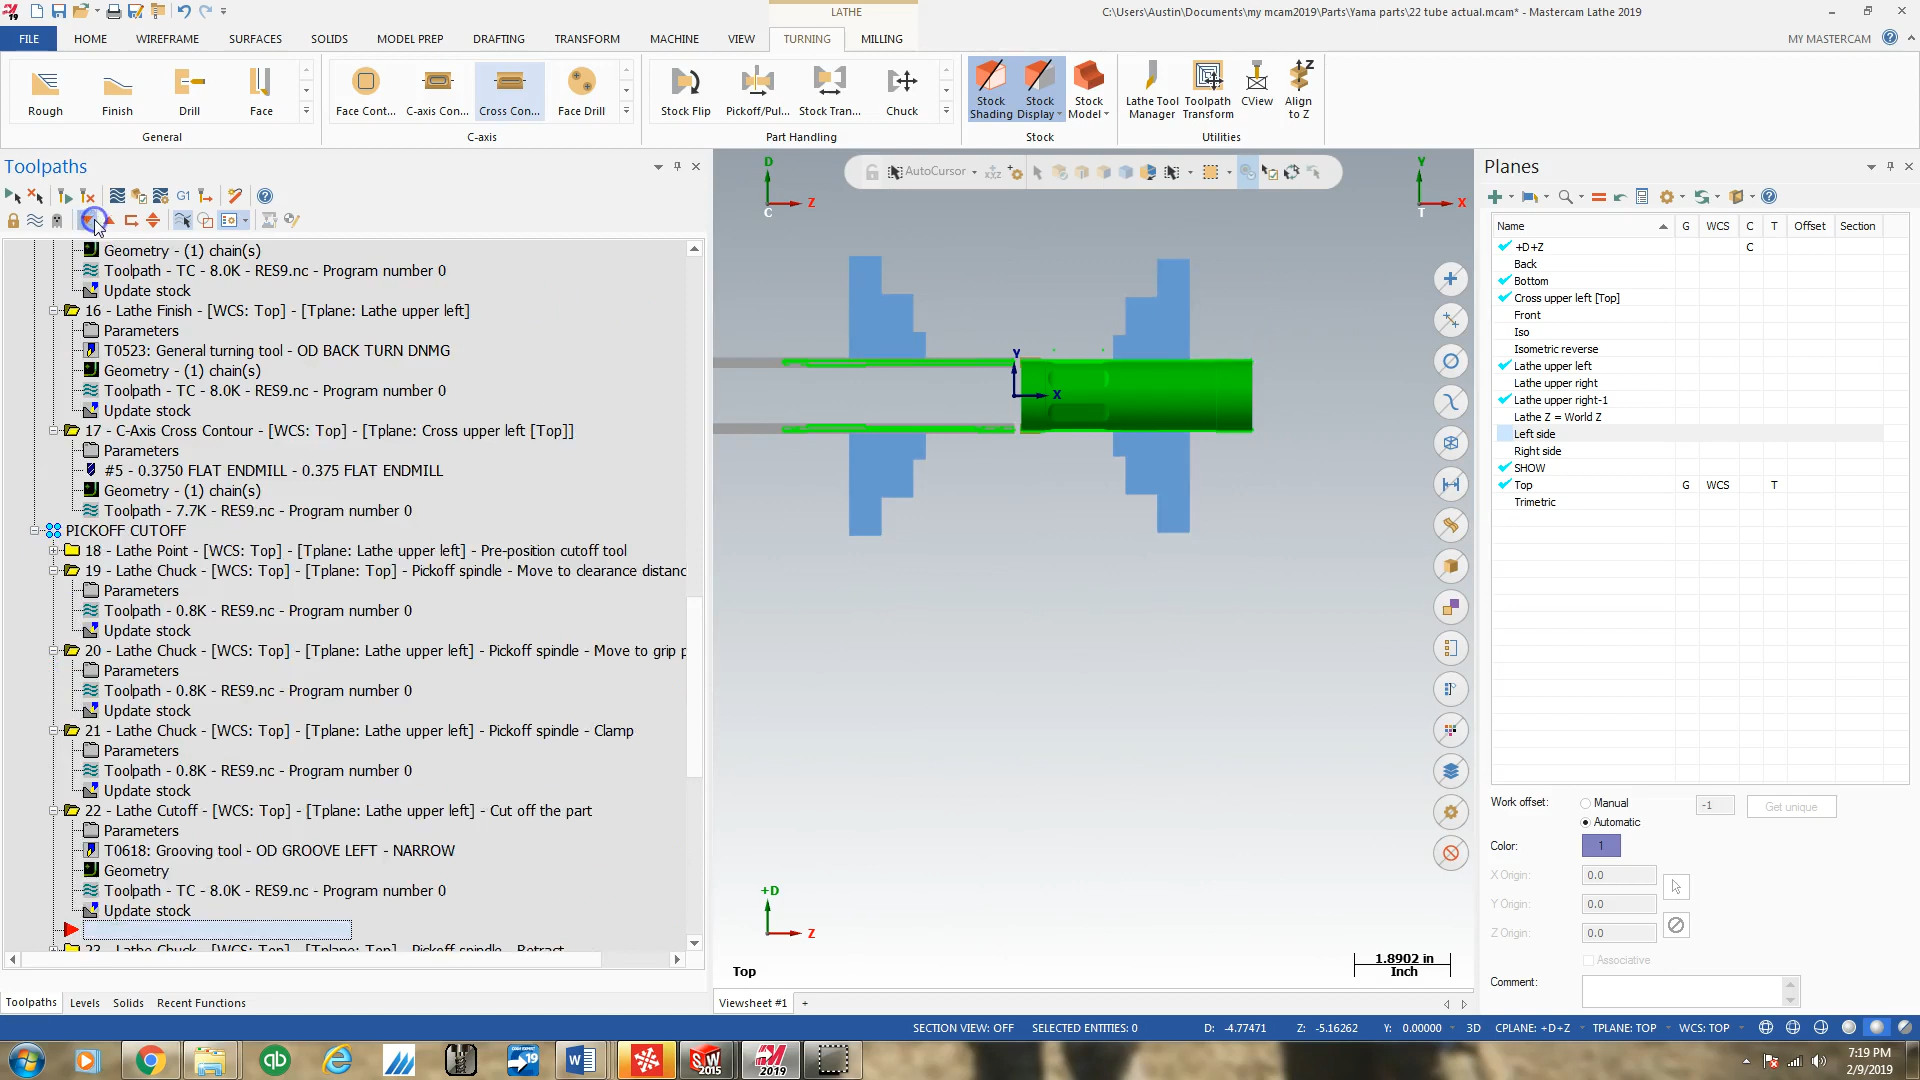 19
LATHE
C:\Users\Austin\Documents\my mcam2019\Parts\Yama parts\22 tube actual.mcam* - Mastercam Lathe 2019
FILE
HOME
WIREFRAME
SURFACES
SOLIDS
MODEL PREP
DRAFTING
TRANSFORM
MACHINE
VIEW
TURNING
MILLING
MY MASTERCAM
Rough
Finish
Drill
Face
Face Cont...
C-axis Con...
Cross Con...
Face Drill
Stock Flip
Pickoff/Pul...
Stock Tran...
Chuck
Stock Shading
Stock Display
Stock Model
Lathe Tool Manager
Toolpath Transform
CView
Align to Z
General
C-axis
Part Handling
Stock
Utilities
Toolpaths
G1
Geometry - (1) chain(s)
Toolpath - TC - 8.0K - RES9.nc - Program number 0
Update stock
16 - Lathe Finish - [WCS: Top] - [Tplane: Lathe upper left]
Parameters
T0523: General turning tool - OD BACK TURN DNMG
Geometry - (1) chain(s)
Toolpath - TC - 8.0K - RES9.nc - Program number 0
Update stock
17 - C-Axis Cross Contour - [WCS: Top] - [Tplane: Cross upper left [Top]]
Parameters
#5 - 0.3750 FLAT ENDMILL - 0.375 FLAT ENDMILL
Geometry - (1) chain(s)
Toolpath - 7.7K - RES9.nc - Program number 0
PICKOFF CUTOFF
18 - Lathe Point - [WCS: Top] - [Tplane: Lathe upper left] - Pre-position cutoff tool
19 - Lathe Chuck - [WCS: Top] - [Tplane: Top] - Pickoff spindle - Move to clearance distanc
Parameters
Toolpath - 0.8K - RES9.nc - Program number 0
Update stock
20 - Lathe Chuck - [WCS: Top] - [Tplane: Lathe upper left] - Pickoff spindle - Move to grip p
Parameters
Toolpath - 0.8K - RES9.nc - Program number 0
Update stock
21 - Lathe Chuck - [WCS: Top] - [Tplane: Lathe upper left] - Pickoff spindle - Clamp
Parameters
Toolpath - 0.8K - RES9.nc - Program number 0
Update stock
22 - Lathe Cutoff - [WCS: Top] - [Tplane: Lathe upper left] - Cut off the part
Parameters
T0618: Grooving tool - OD GROOVE LEFT - NARROW
Geometry
Toolpath - TC - 8.0K - RES9.nc - Program number 0
Update stock
23 - Lathe Chuck - [WCS: Top] - [Tplane: Top] - Pickoff spindle - Retract
Toolpaths
Levels
Solids
Recent Functions
D
Z
C
AutoCursor
XYZ
Y
X
T
Y
X
+D
Z
Top
1.8902 in
Inch
Viewsheet #1
+
Planes
Name
G
WCS
C
T
Offset
Section
+D+Z
C
Back
Bottom
Cross upper left [Top]
Front
Iso
Isometric reverse
Lathe upper left
Lathe upper right
Lathe upper right-1
Lathe Z = World Z
Left side
Right side
SHOW
Top
G
WCS
T
Trimetric
Work offset:
Manual
-1
Get unique
Automatic
Color:
1
X Origin:
0.0
Y Origin:
0.0
Z Origin:
0.0
Associative
Comment:
SECTION VIEW: OFF
SELECTED ENTITIES: 0
D: -4.77471
Z: -5.16262
Y: 0.00000
3D
CPLANE: +D+Z
TPLANE: TOP
WCS: TOP
qb
19
W
SW
2015
2019
7:19 PM
2/9/2019